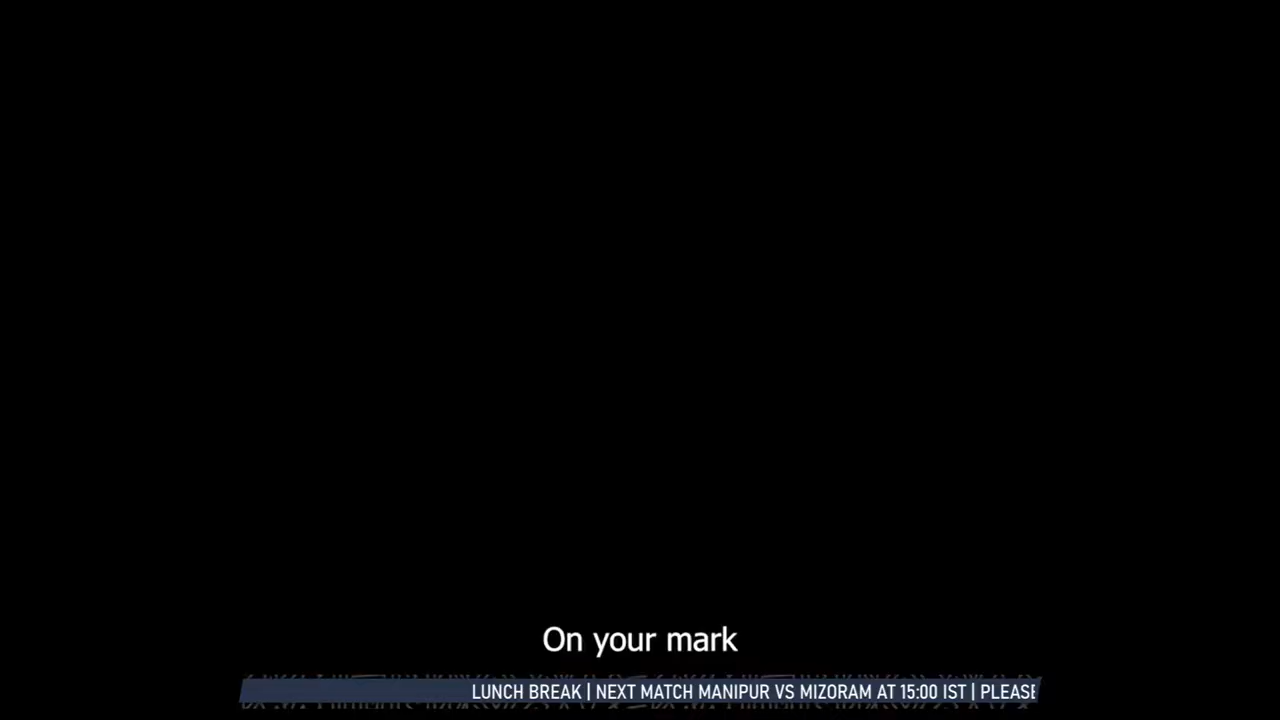 On your mark
LUNCH BREAK | NEXT MATCH MANIPUR VS MIZORAM AT 15:00 IST | PLEASE